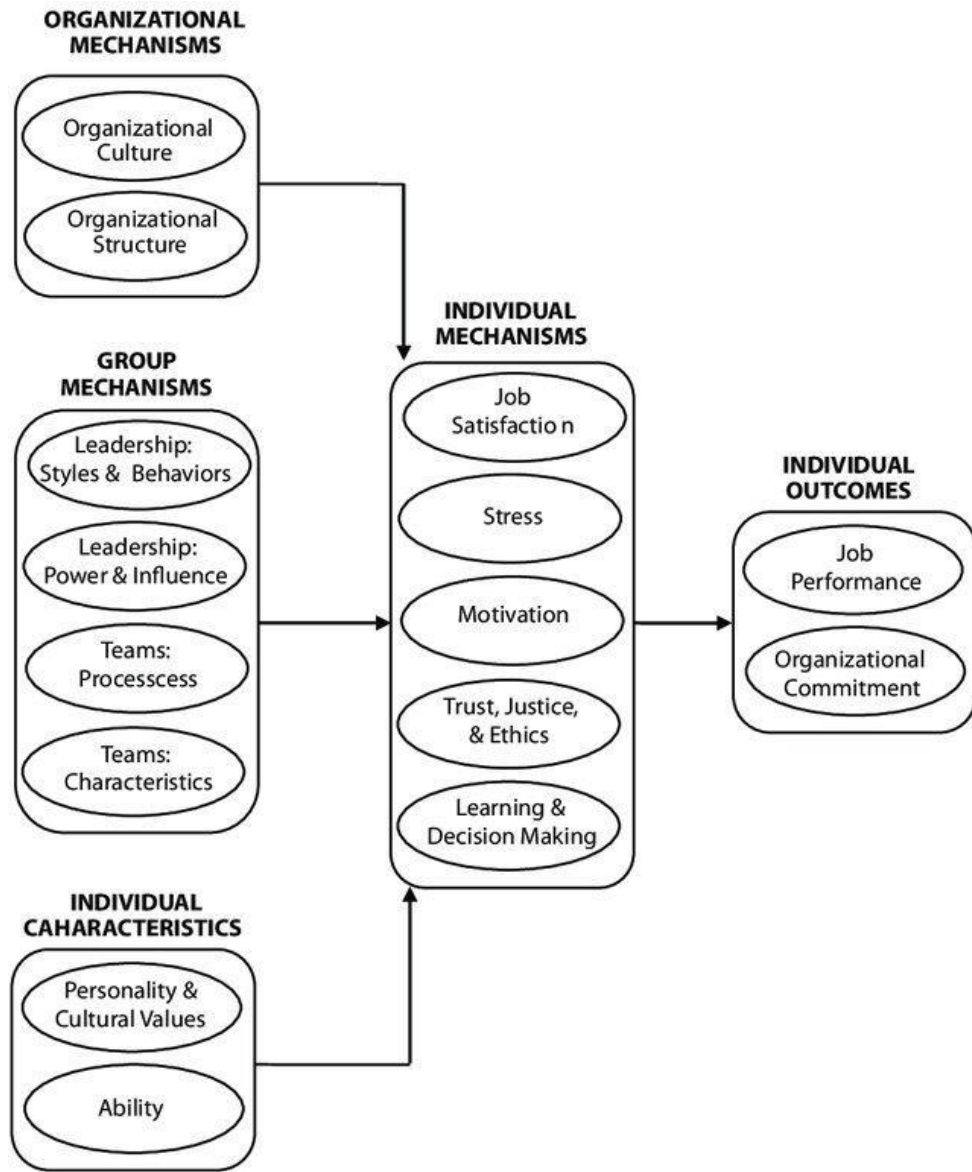 ORGANIZATIONAL
MECHANISMS
Organizational
Culture
Organizational
Structure
GROUP
MECHANISMS
Leadership:
Styles & Behaviors
Leadership:
Power & Influence
Teams:
Processcess
Teams:
Characteristics
INDIVIDUAL
CAHARACTERISTICS
Personality &
Cultural Values
Ability
INDIVIDUAL
MECHANISMS
Job
Satisfactio n
Stress
Motivation
Trust, Justice,
& Ethics
Learning &
Decision Making
INDIVIDUAL
OUTCOMES
Job
Performance
Organizational
Commitment